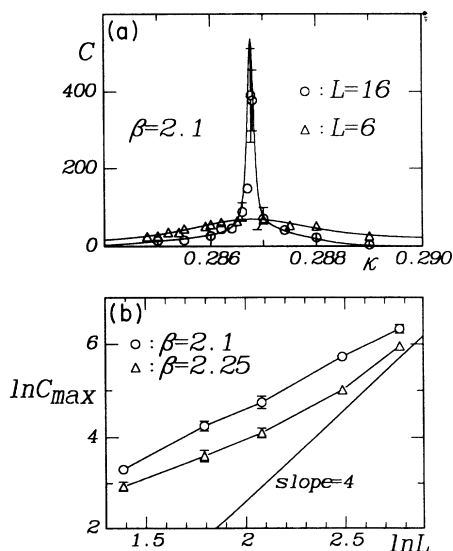 (a)
C
400
200
0
β=2.1
○ : L=16
△ : L=6
0.286
0.288
0.290
κ
(b)
○ : β=2.1
△ : β=2.25
lnCmax
6
4
2
slope=4
1.5
2
2.5
lnL